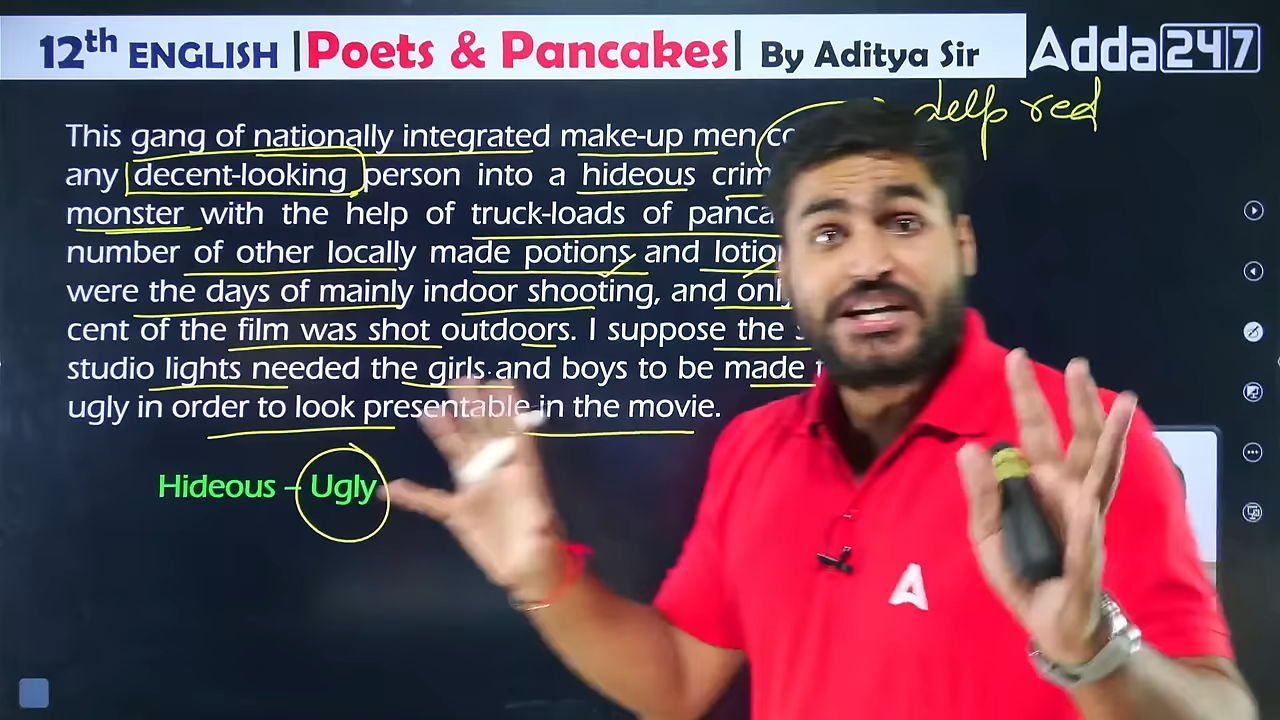 12th ENGLISH |Poets & Pancakes| By Aditya Sir
Adda247
deep red
This gang of nationally integrated make-up men
any decent-looking person into a hideous
monster with the help of truck-loads of
number of other locally made potions and
were the days of mainly indoor shooting, and
cent of the film was shot outdoors. I suppose the
studio lights needed the girls and boys to be made
ugly in order to look presentable in the movie.
Hideous – Ugly
A